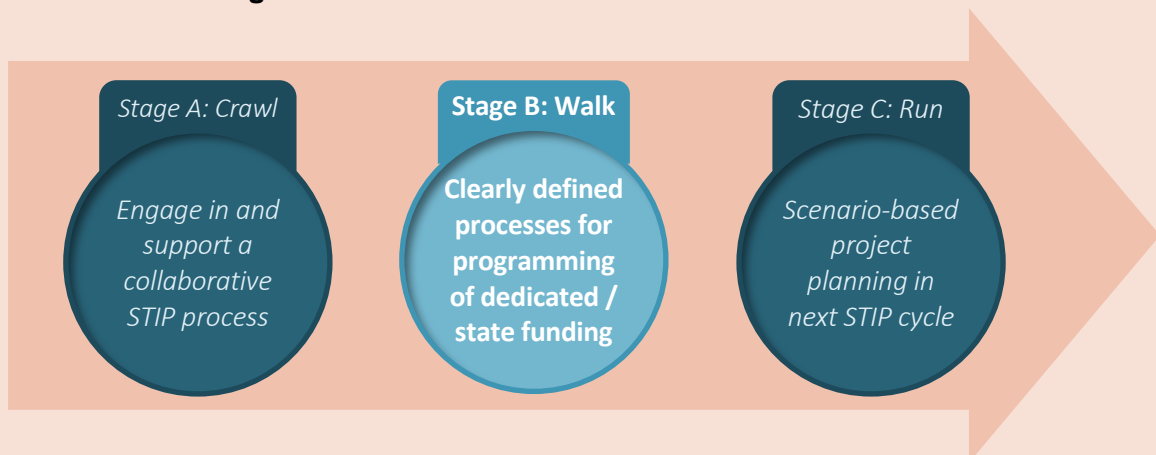 Stage A: Crawl
Engage in and
support a
collaborative
STIP process
Stage B: Walk
Clearly defined
processes for
programming
of dedicated /
state funding
Stage C: Run
Scenario-based
project
planning in
next STIP cycle